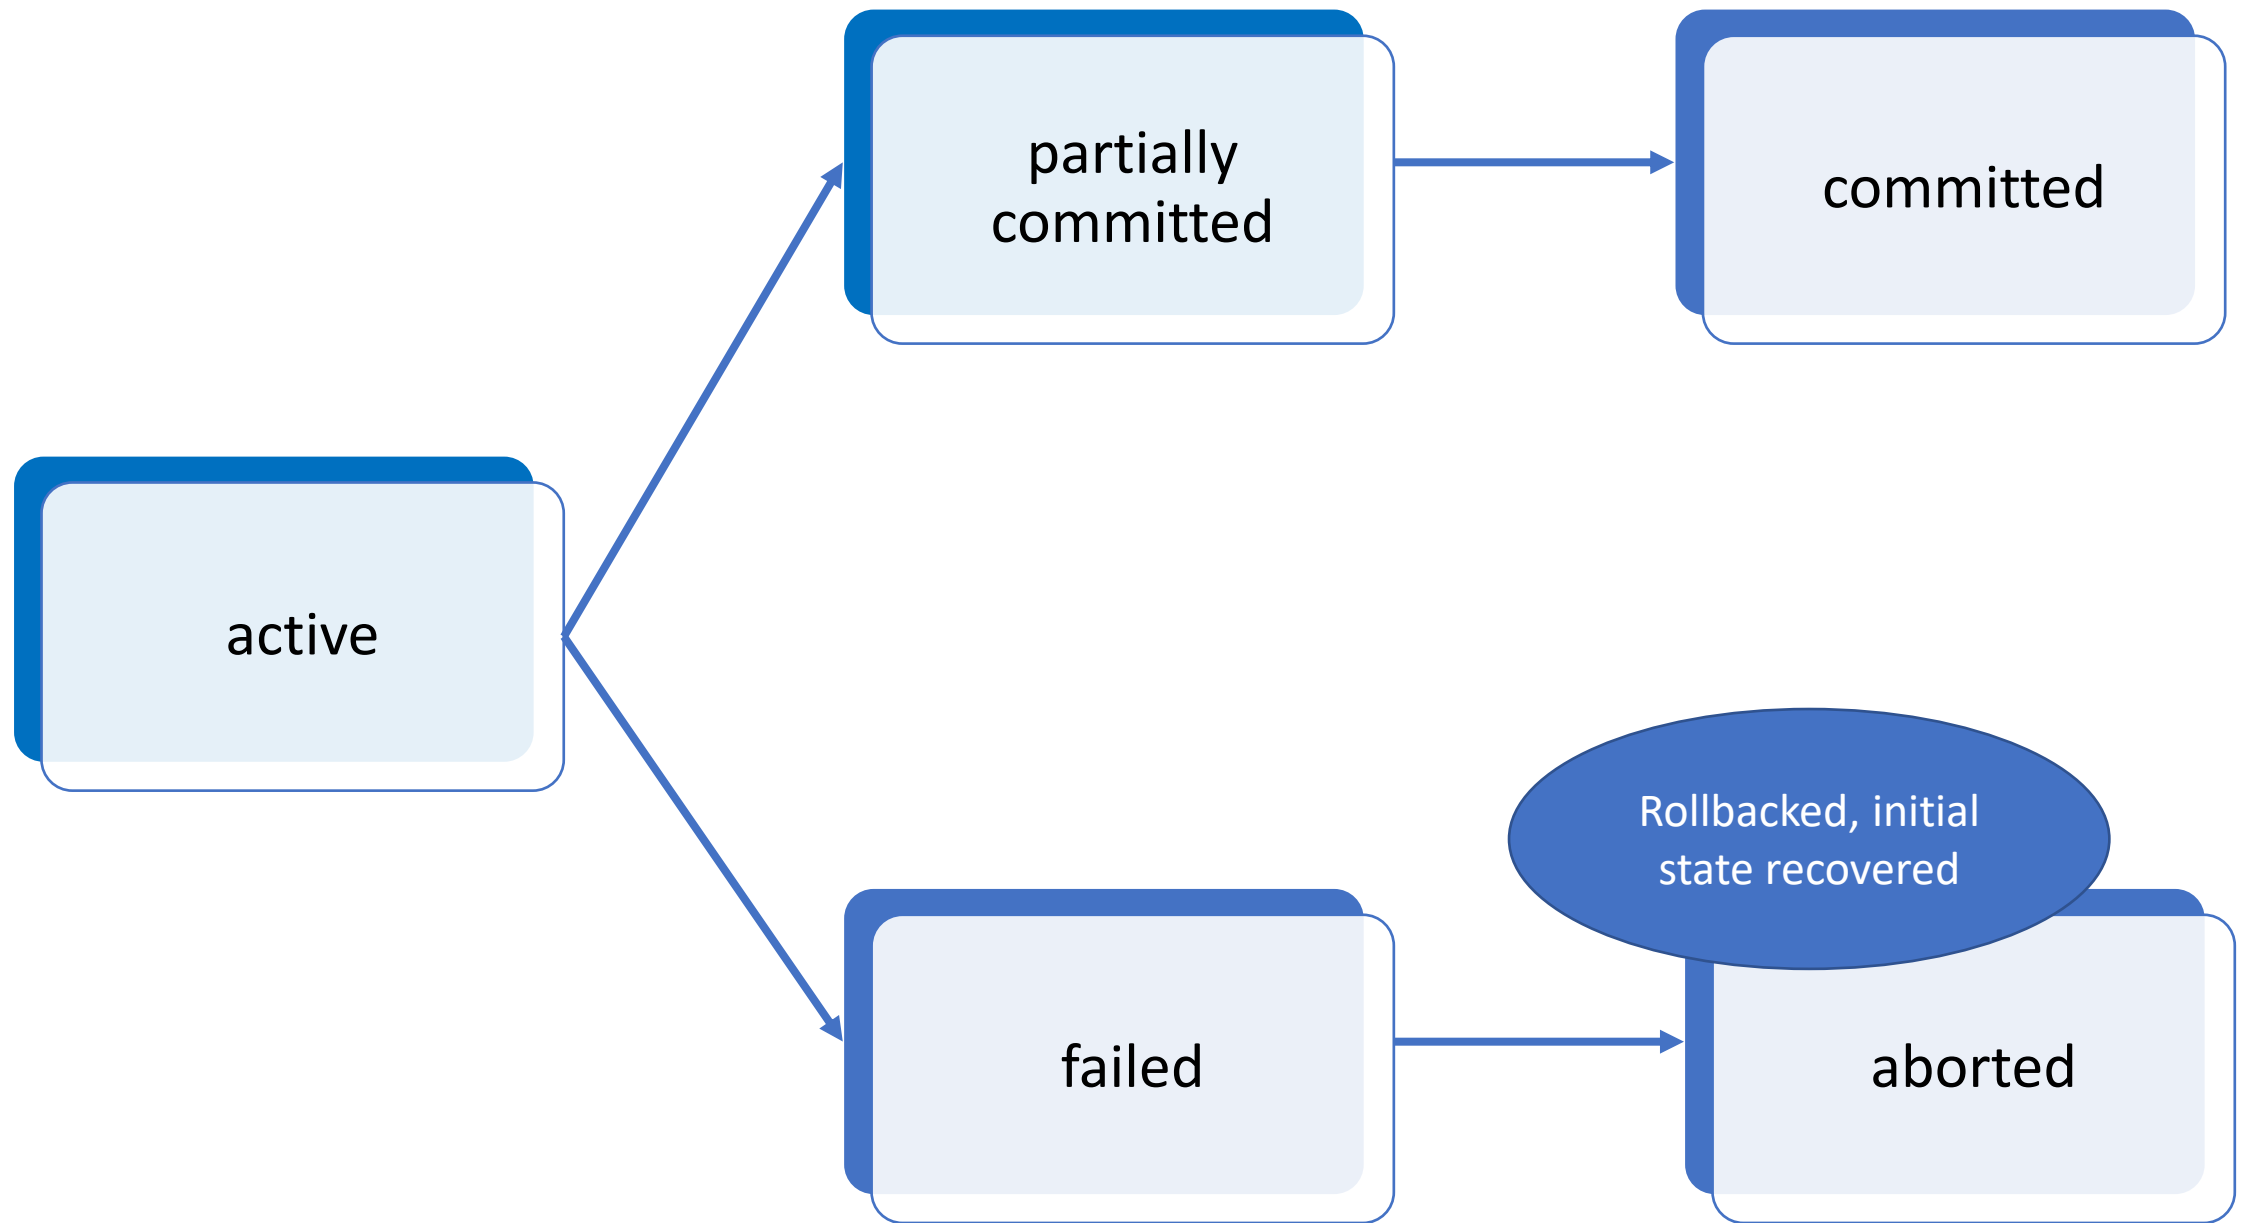 partially
committed
committed
active
Rollbacked, initial
state recovered
failed
aborted